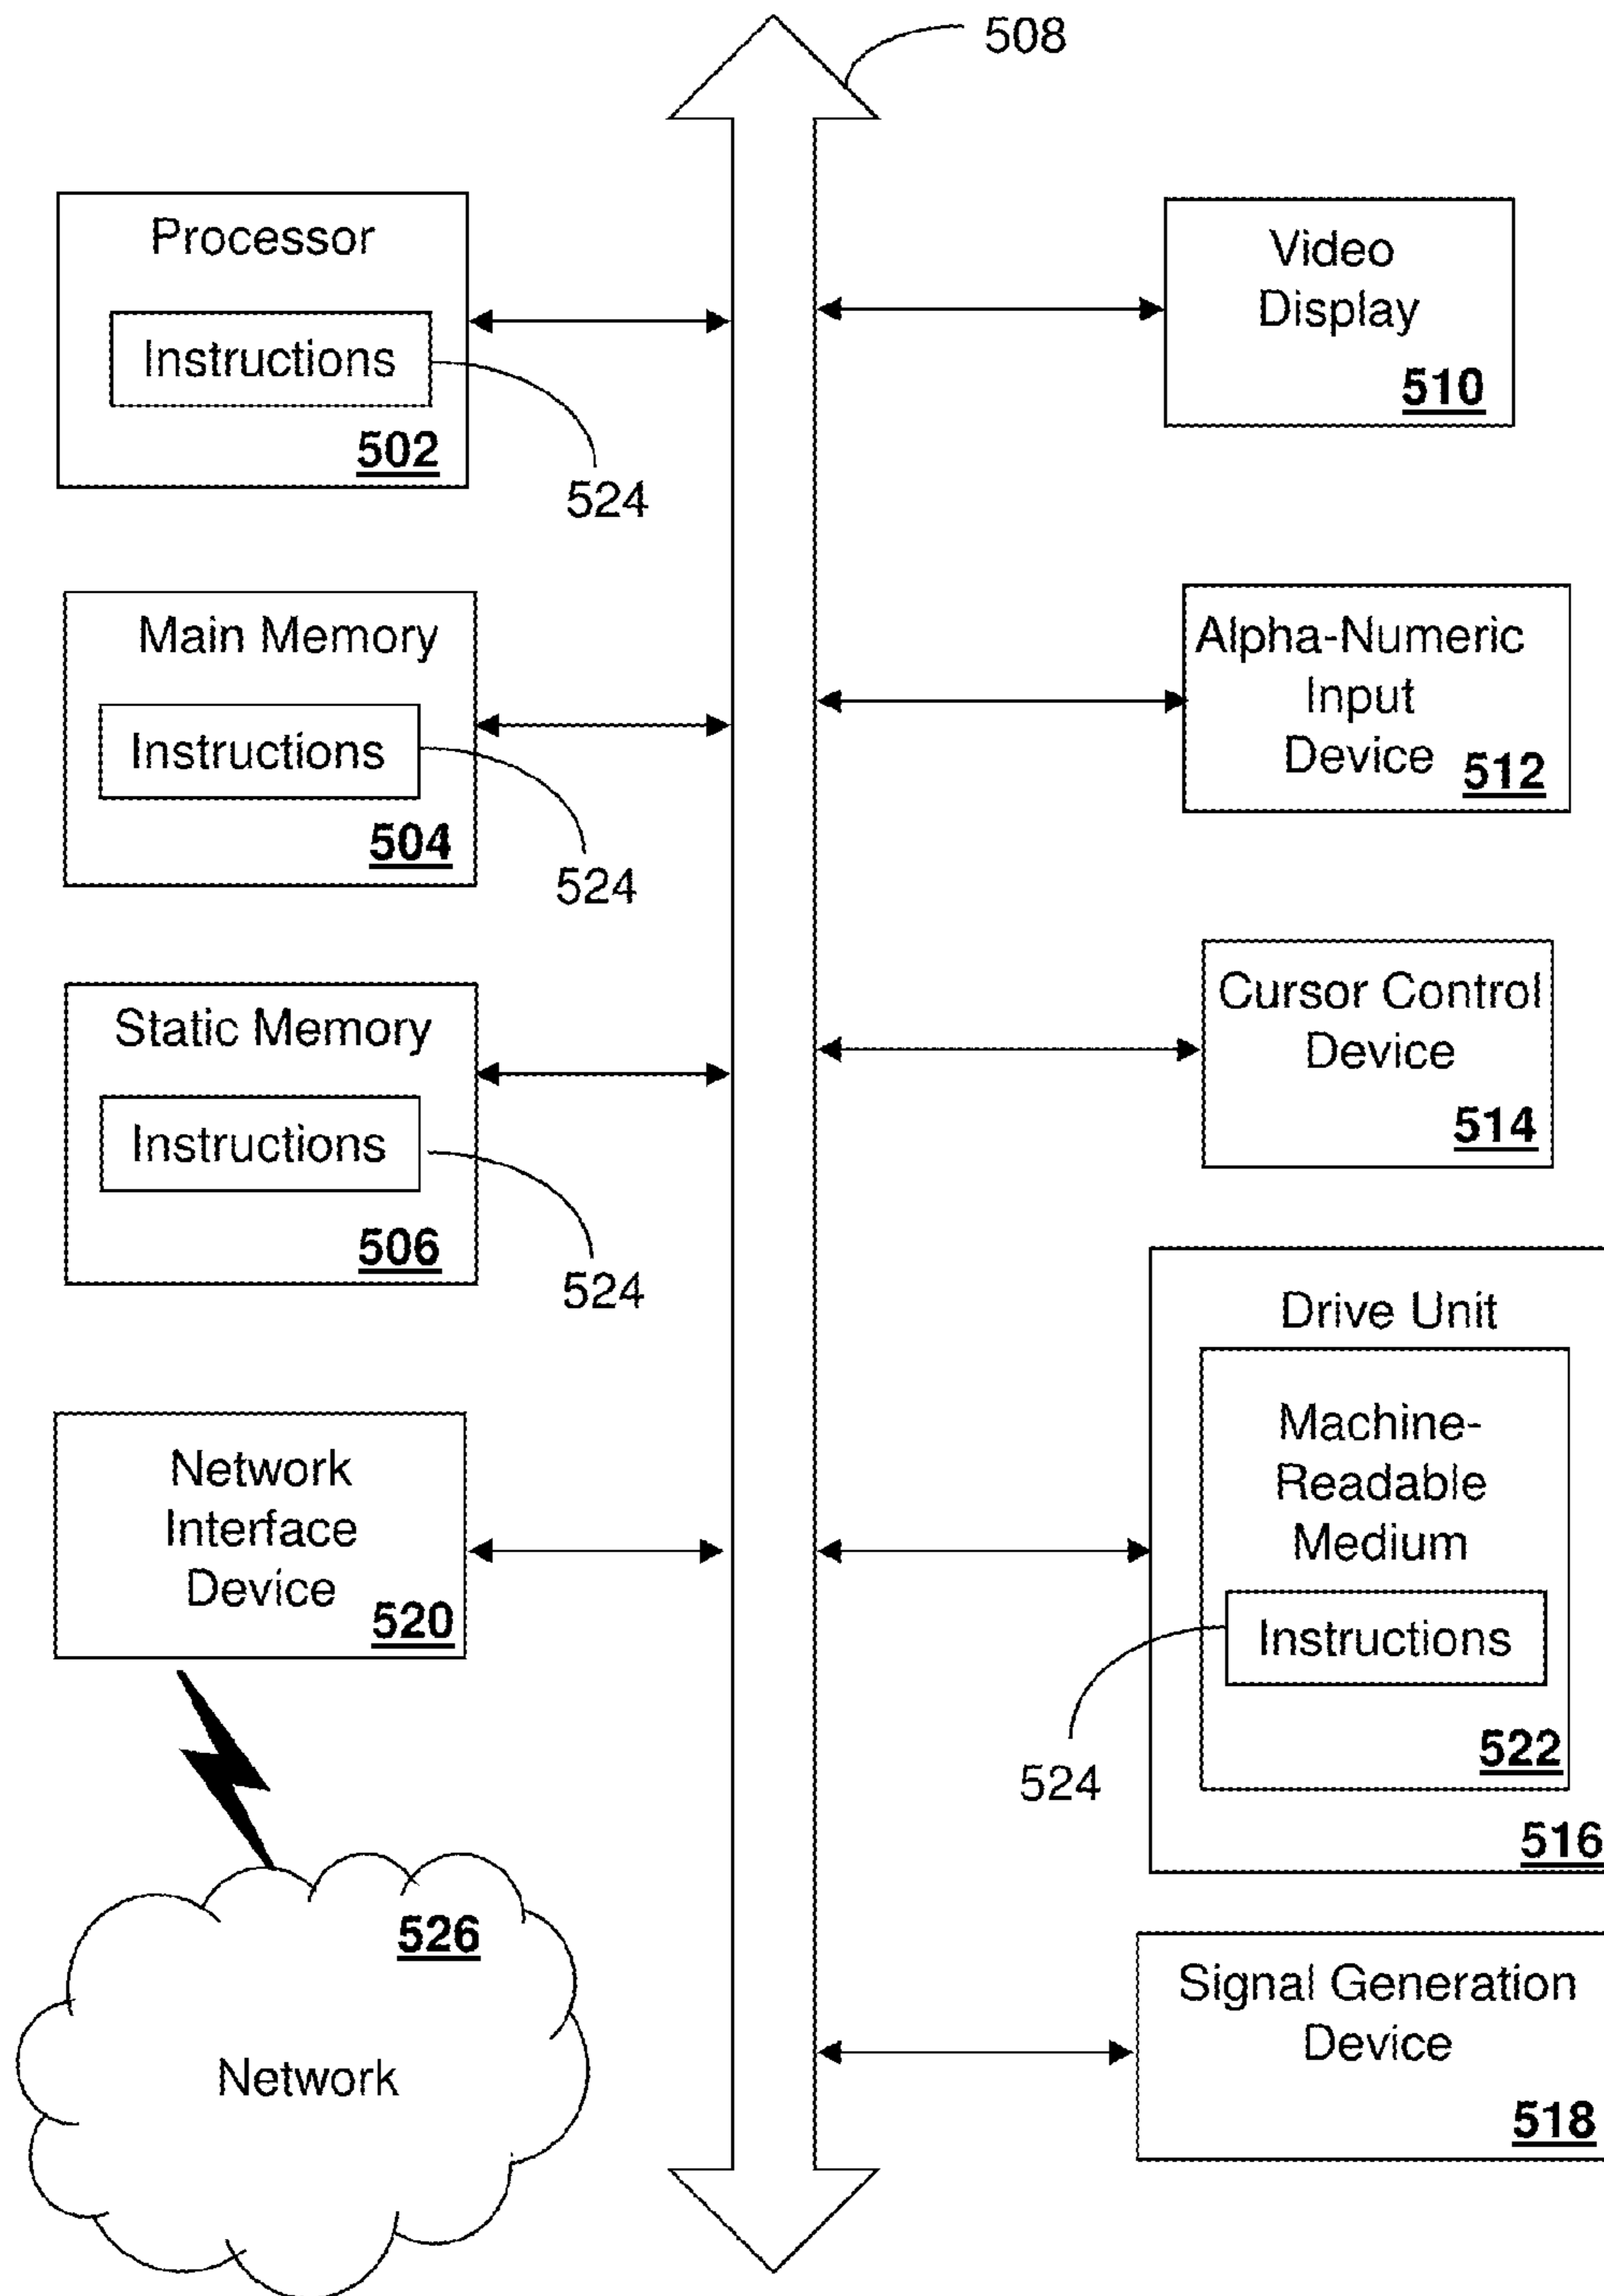 508
Processor
Instructions
502
524
Main Memory
Instructions
504
524
Static Memory
Instructions
506
524
Network
Interface
Device
520
526
Network
Video
Display
510
Alpha-Numeric
Input
Device
512
Cursor Control
Device
514
Drive Unit
Machine-
Readable
Medium
Instructions
522
524
516
Signal Generation
Device
518